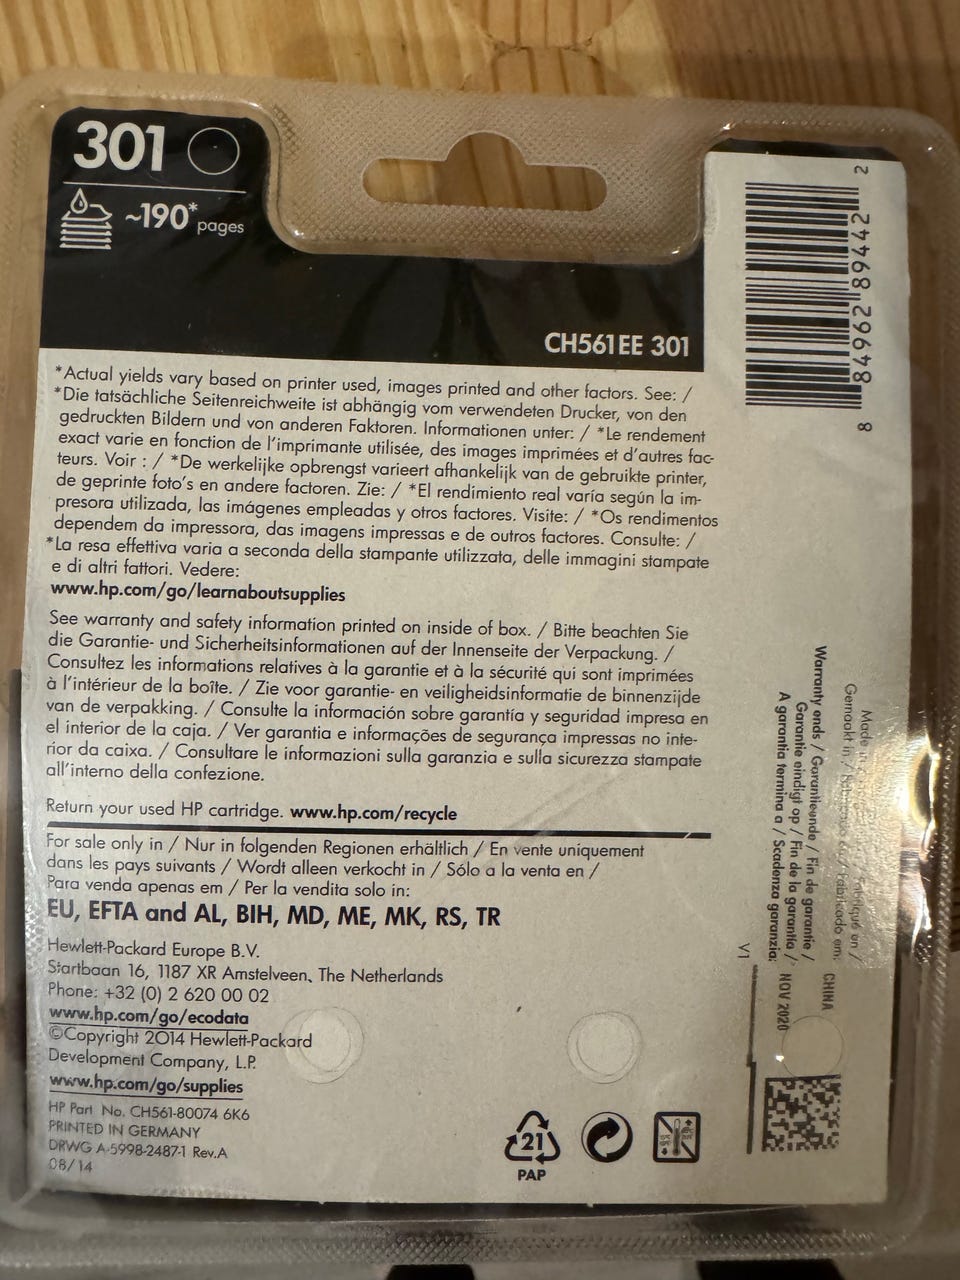 301
~190* pages
CH561EE 301
8 84962 89442 2
*Actual yields vary based on printer used, images printed and other factors. See: /
*Die tatsächliche Seitenreichweite ist abhängig vom verwendeten Drucker, von den
gedruckten Bildern und von anderen Faktoren. Informationen unter: / *Le rendement
exact varie en fonction de l'imprimante utilisée, des images imprimées et d'autres fac-
teurs. Voir : / *De werkelijke opbrengst varieert afhankelijk van de gebruikte printer,
de geprinte foto's en andere factoren. Zie: / *El rendimiento real varía según la im-
presora utilizada, las imágenes empleadas y otros factores. Visite: / *Os rendimentos
dependem da impressora, das imagens impressas e de outros factores. Consulte: /
*La resa effettiva varia a seconda della stampante utilizzata, delle immagini stampate
e di altri fattori. Vedere:
www.hp.com/go/learnaboutsupplies
See warranty and safety information printed on inside of box. / Bitte beachten Sie
die Garantie- und Sicherheitsinformationen auf der Innenseite der Verpackung. /
Consultez les informations relatives à la garantie et à la sécurité qui sont imprimées
à l'intérieur de la boîte. / Zie voor garantie- en veiligheidsinformatie de binnenzijde
van de verpakking. / Consulte la información sobre garantía y seguridad impresa en
el interior de la caja. / Ver garantia e informações de segurança impressas no inte-
rior da caixa. / Consultare le informazioni sulla garanzia e sulla sicurezza stampate
all'interno della confezione.
Return your used HP cartridge. www.hp.com/recycle
For sale only in / Nur in folgenden Regionen erhältlich / En vente uniquement
dans les pays suivants / Wordt alleen verkocht in / Sólo a la venta en /
Para venda apenas em / Per la vendita solo in:
EU, EFTA and AL, BIH, MD, ME, MK, RS, TR
Hewlett-Packard Europe B.V.
Startbaan 16, 1187 XR Amstelveen, The Netherlands
Phone: +32 (0) 2 620 00 02
www.hp.com/go/ecodata
©Copyright 2014 Hewlett-Packard
Development Company, L.P.
www.hp.com/go/supplies
HP Part No. CH561-80074 6K6
PRINTED IN GERMANY
DRWG A-5998-2487-1 Rev.A
08/14
21
PAP
Made in
Gemaakt in / Fabricado em:
CHINA
Warranty ends / Garantieende / Fin de garantie /
Garantie eindigt op / Fin de la garantía /
A garantia termina a / Scadenza garanzia:
NOV 2020
V1